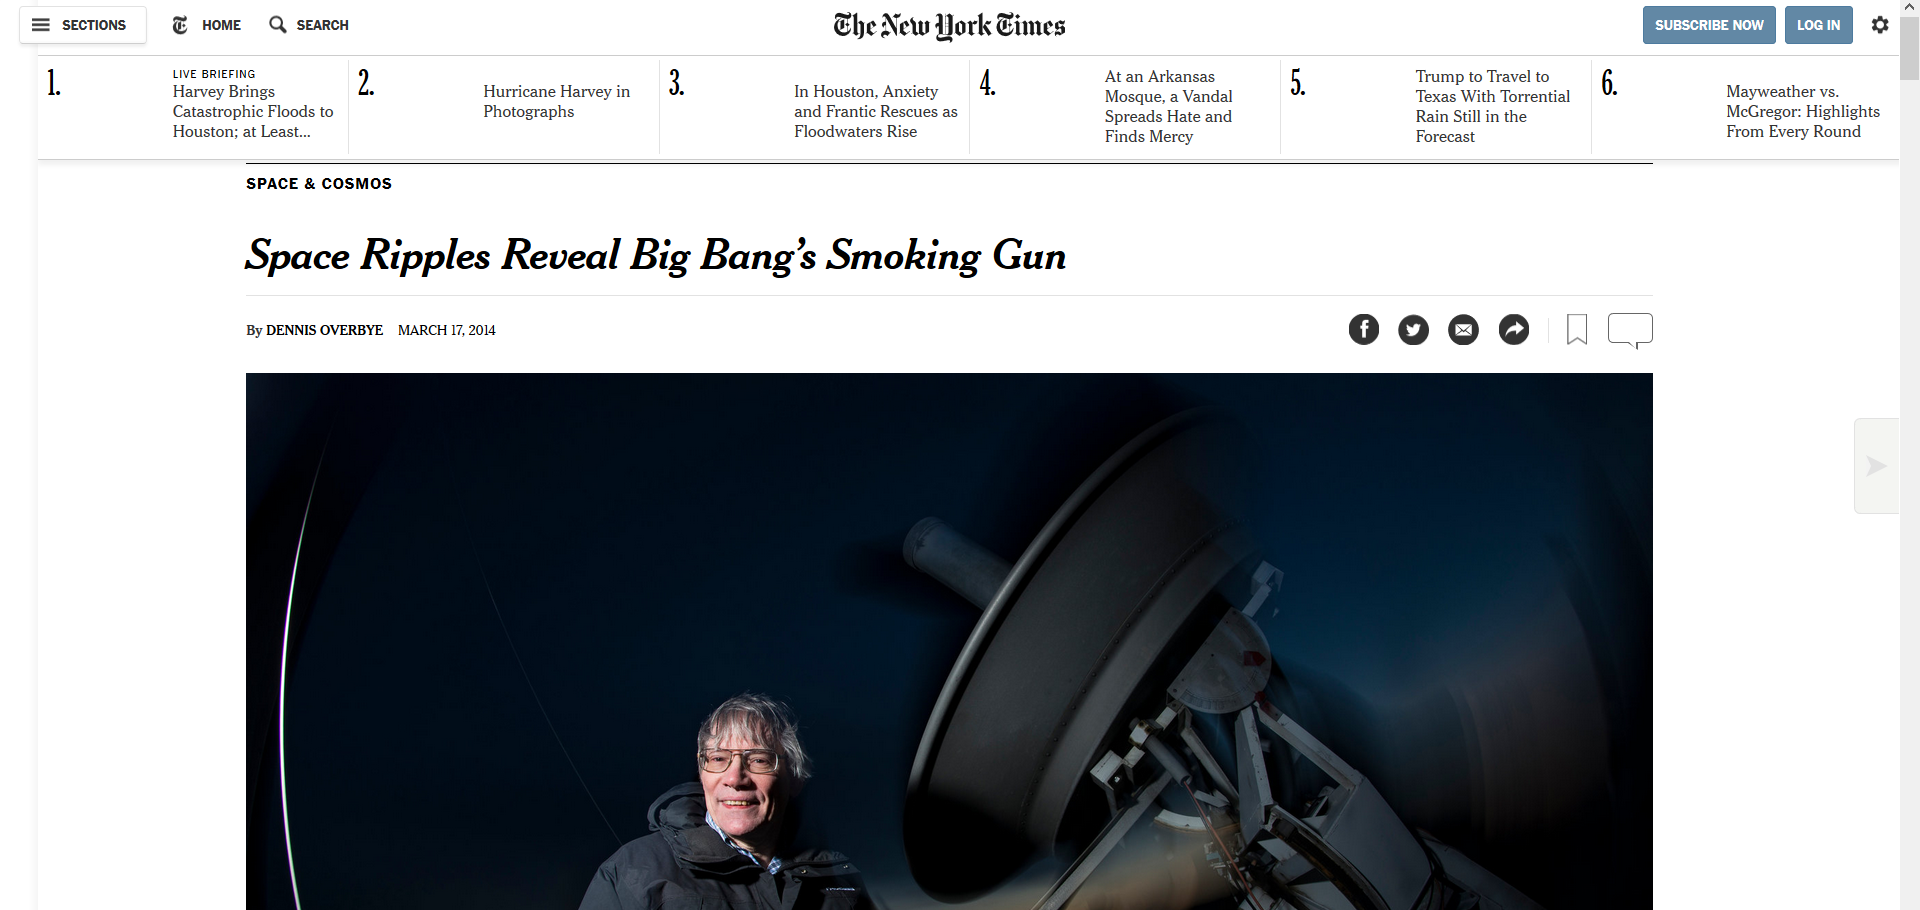 SECTIONS
HOME
SEARCH
The New York Times
SUBSCRIBE NOW
LOG IN
1.
LIVE BRIEFING
Harvey Brings
Catastrophic Floods to
Houston; at Least...
2.
Hurricane Harvey in
Photographs
3.
In Houston, Anxiety
and Frantic Rescues as
Floodwaters Rise
4.
At an Arkansas
Mosque, a Vandal
Spreads Hate and
Finds Mercy
5.
Trump to Travel to
Texas With Torrential
Rain Still in the
Forecast
6.
Mayweather vs.
McGregor: Highlights
From Every Round
SPACE & COSMOS
Space Ripples Reveal Big Bang’s Smoking Gun
By DENNIS OVERBYE MARCH 17, 2014